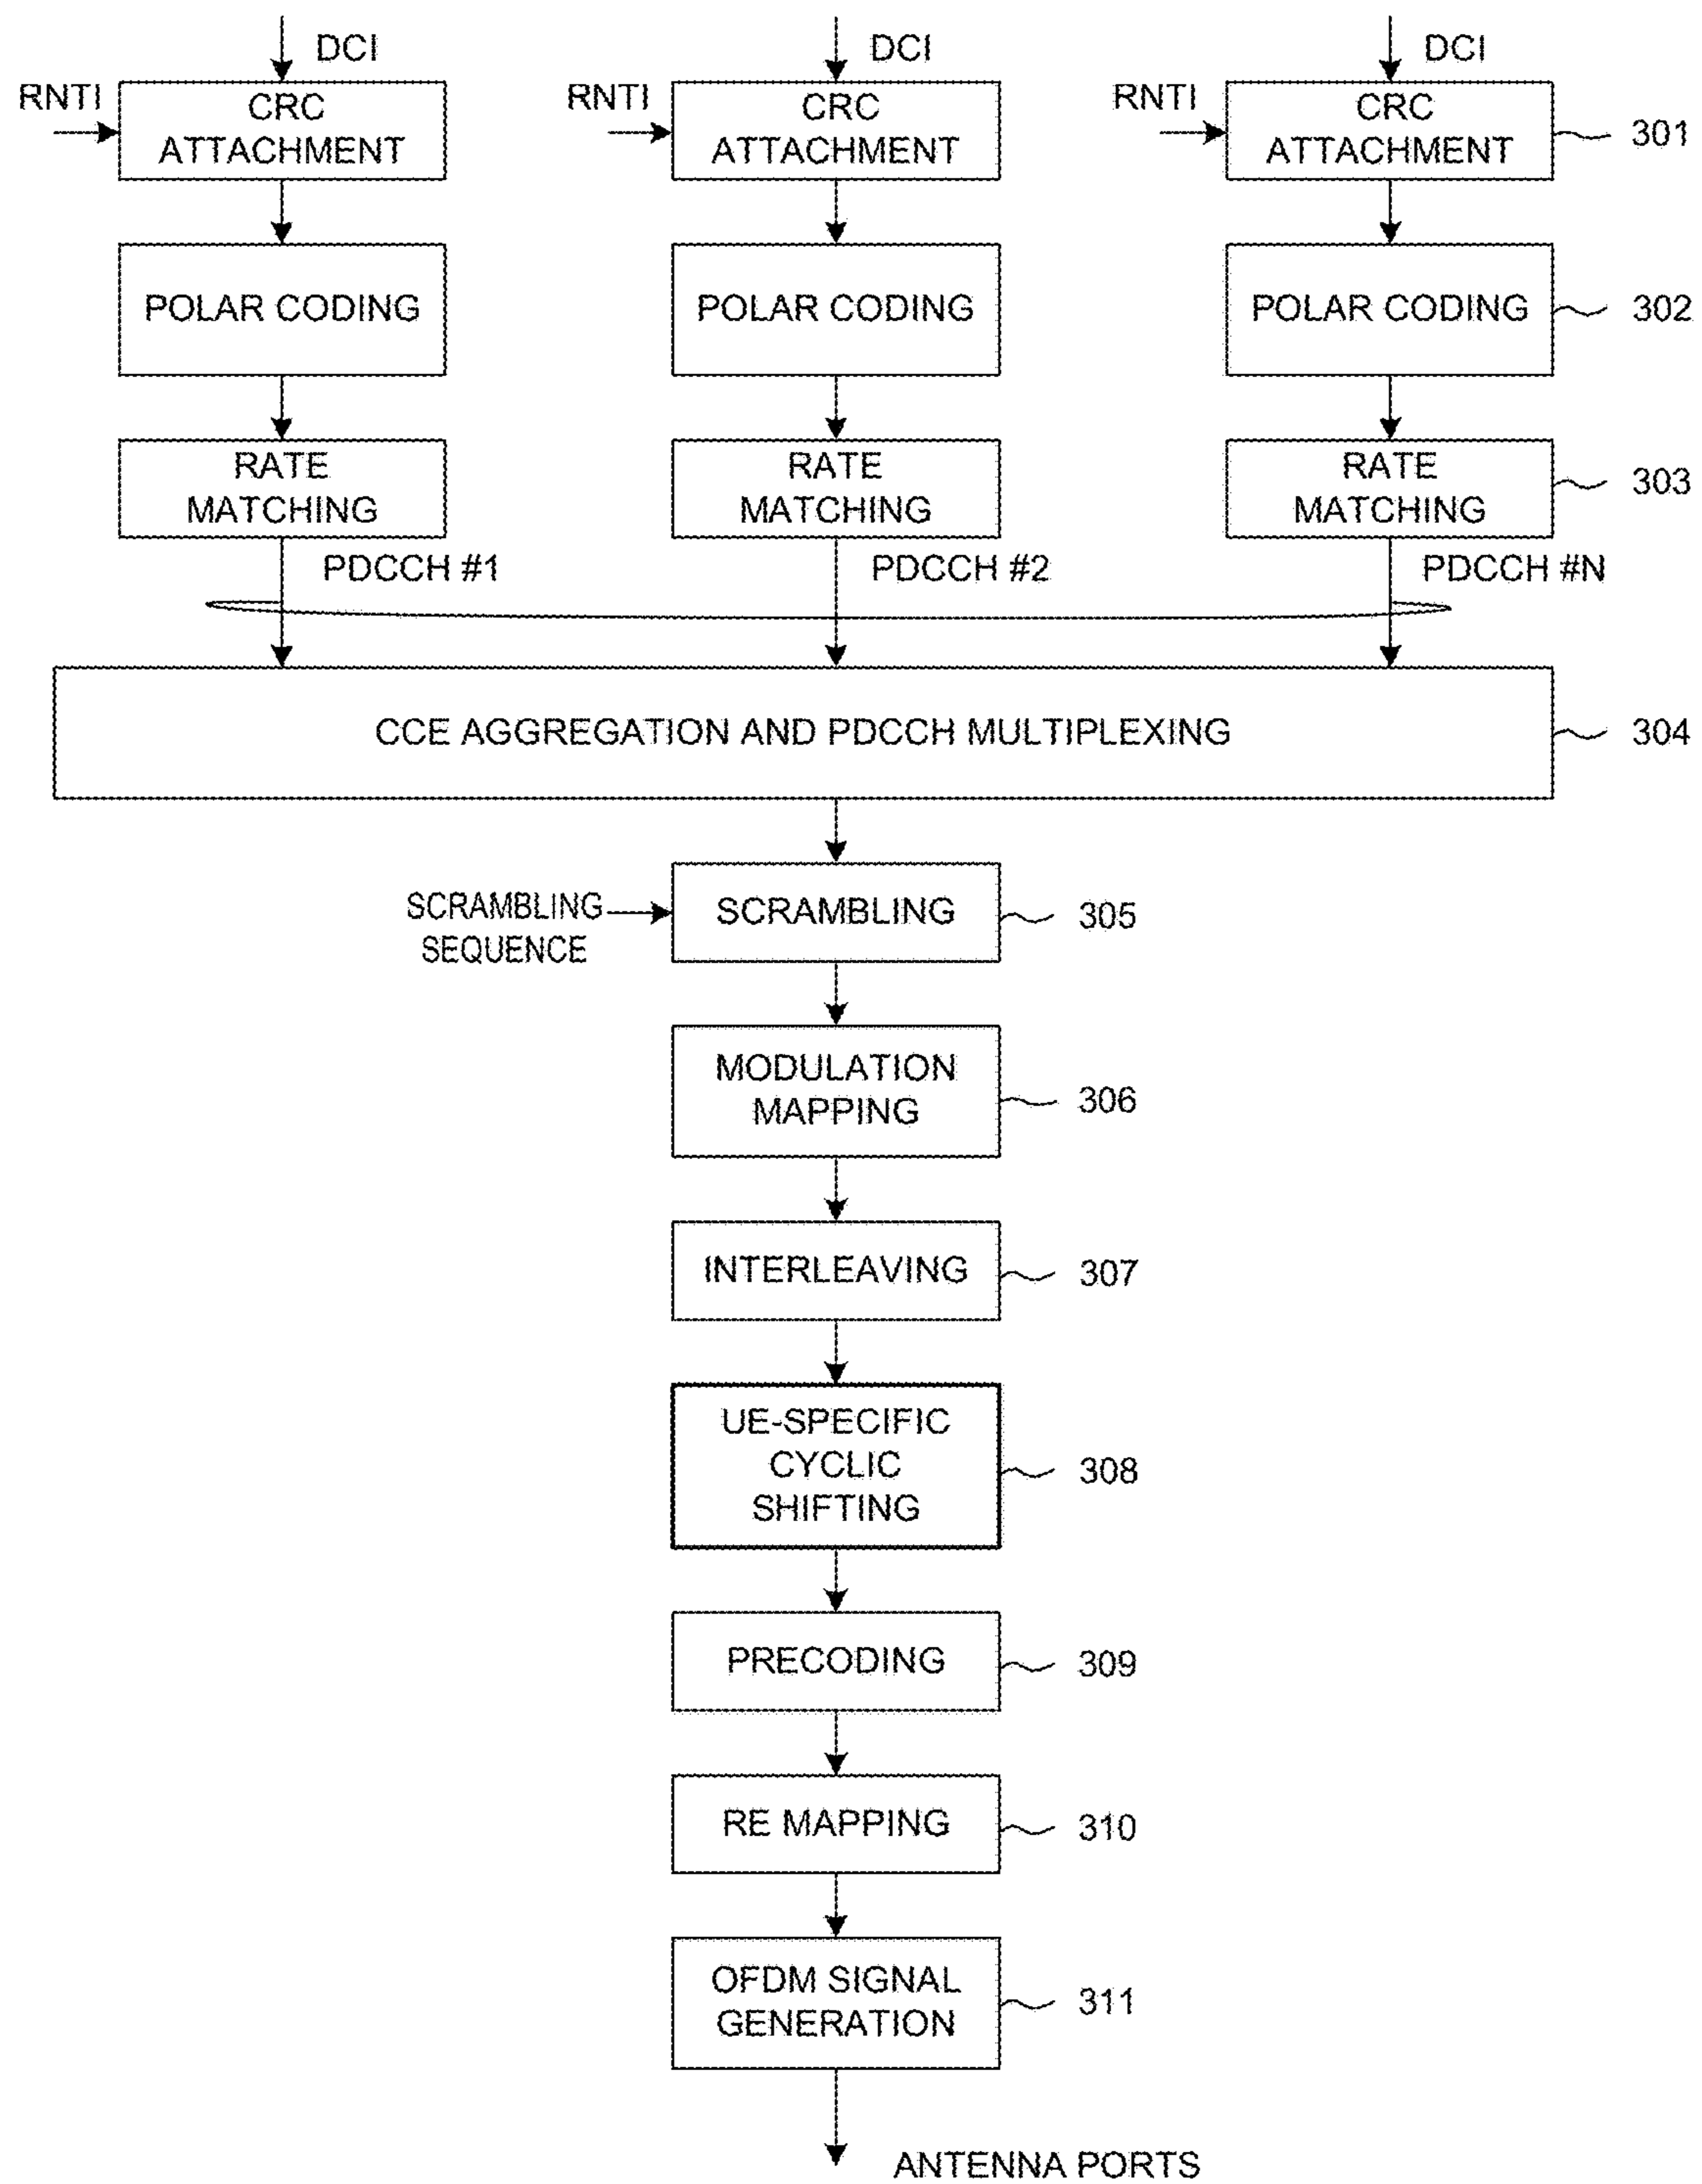 DCI
DCI
DCI
RNTI
RNTI
RNTI
CRC
ATTACHMENT
CRC
ATTACHMENT
CRC
ATTACHMENT
301
POLAR CODING
POLAR CODING
POLAR CODING
302
RATE
MATCHING
RATE
MATCHING
RATE
MATCHING
303
PDCCH #1
PDCCH #2
PDCCH #N
CCE AGGREGATION AND PDCCH MULTIPLEXING
304
SCRAMBLING
SEQUENCE
SCRAMBLING
305
MODULATION
MAPPING
306
INTERLEAVING
307
UE-SPECIFIC
CYCLIC
SHIFTING
308
PRECODING
309
RE MAPPING
310
OFDM SIGNAL
GENERATION
311
ANTENNA PORTS